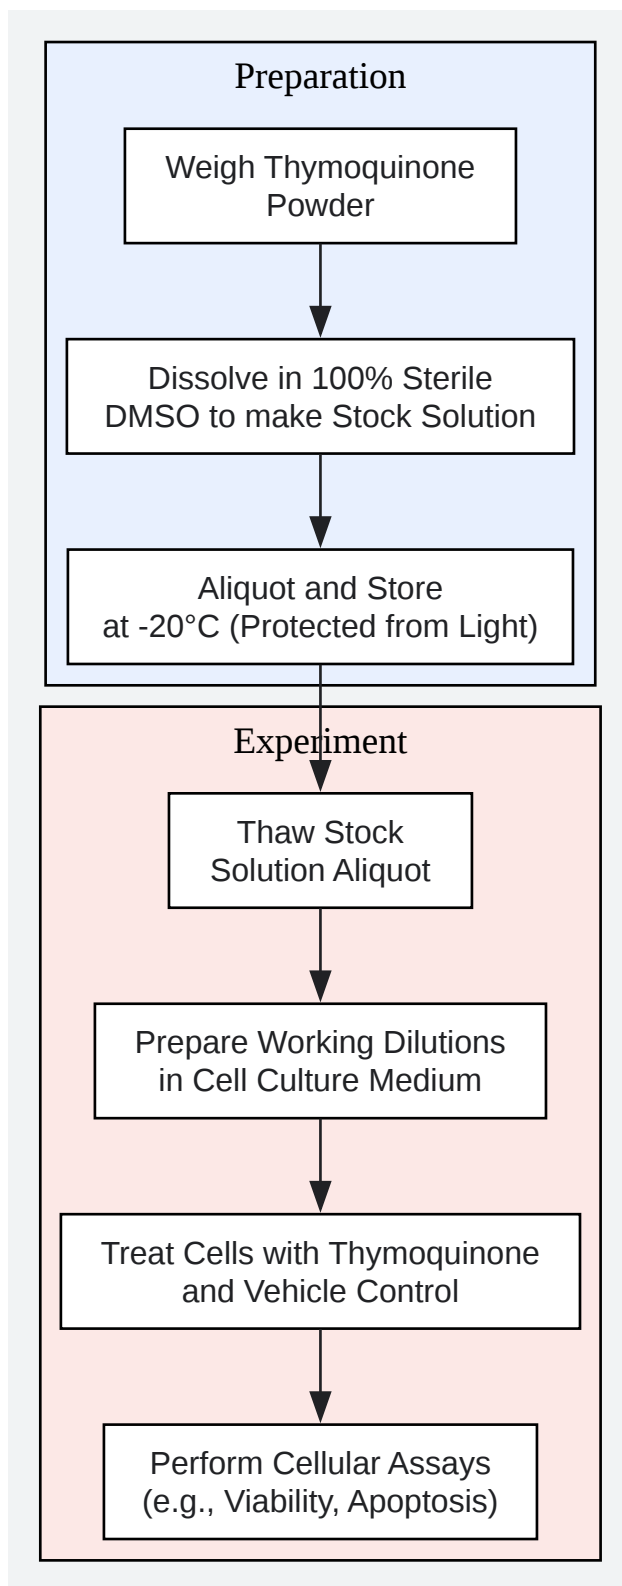 Preparation
Weigh Thymoquinone
Powder
Dissolve in 100% Sterile
DMSO to make Stock Solution
Aliquot and Store
at -20°C (Protected from Light)
Experiment
Thaw Stock
Solution Aliquot
Prepare Working Dilutions
in Cell Culture Medium
Treat Cells with Thymoquinone
and Vehicle Control
Perform Cellular Assays
(e.g., Viability, Apoptosis)